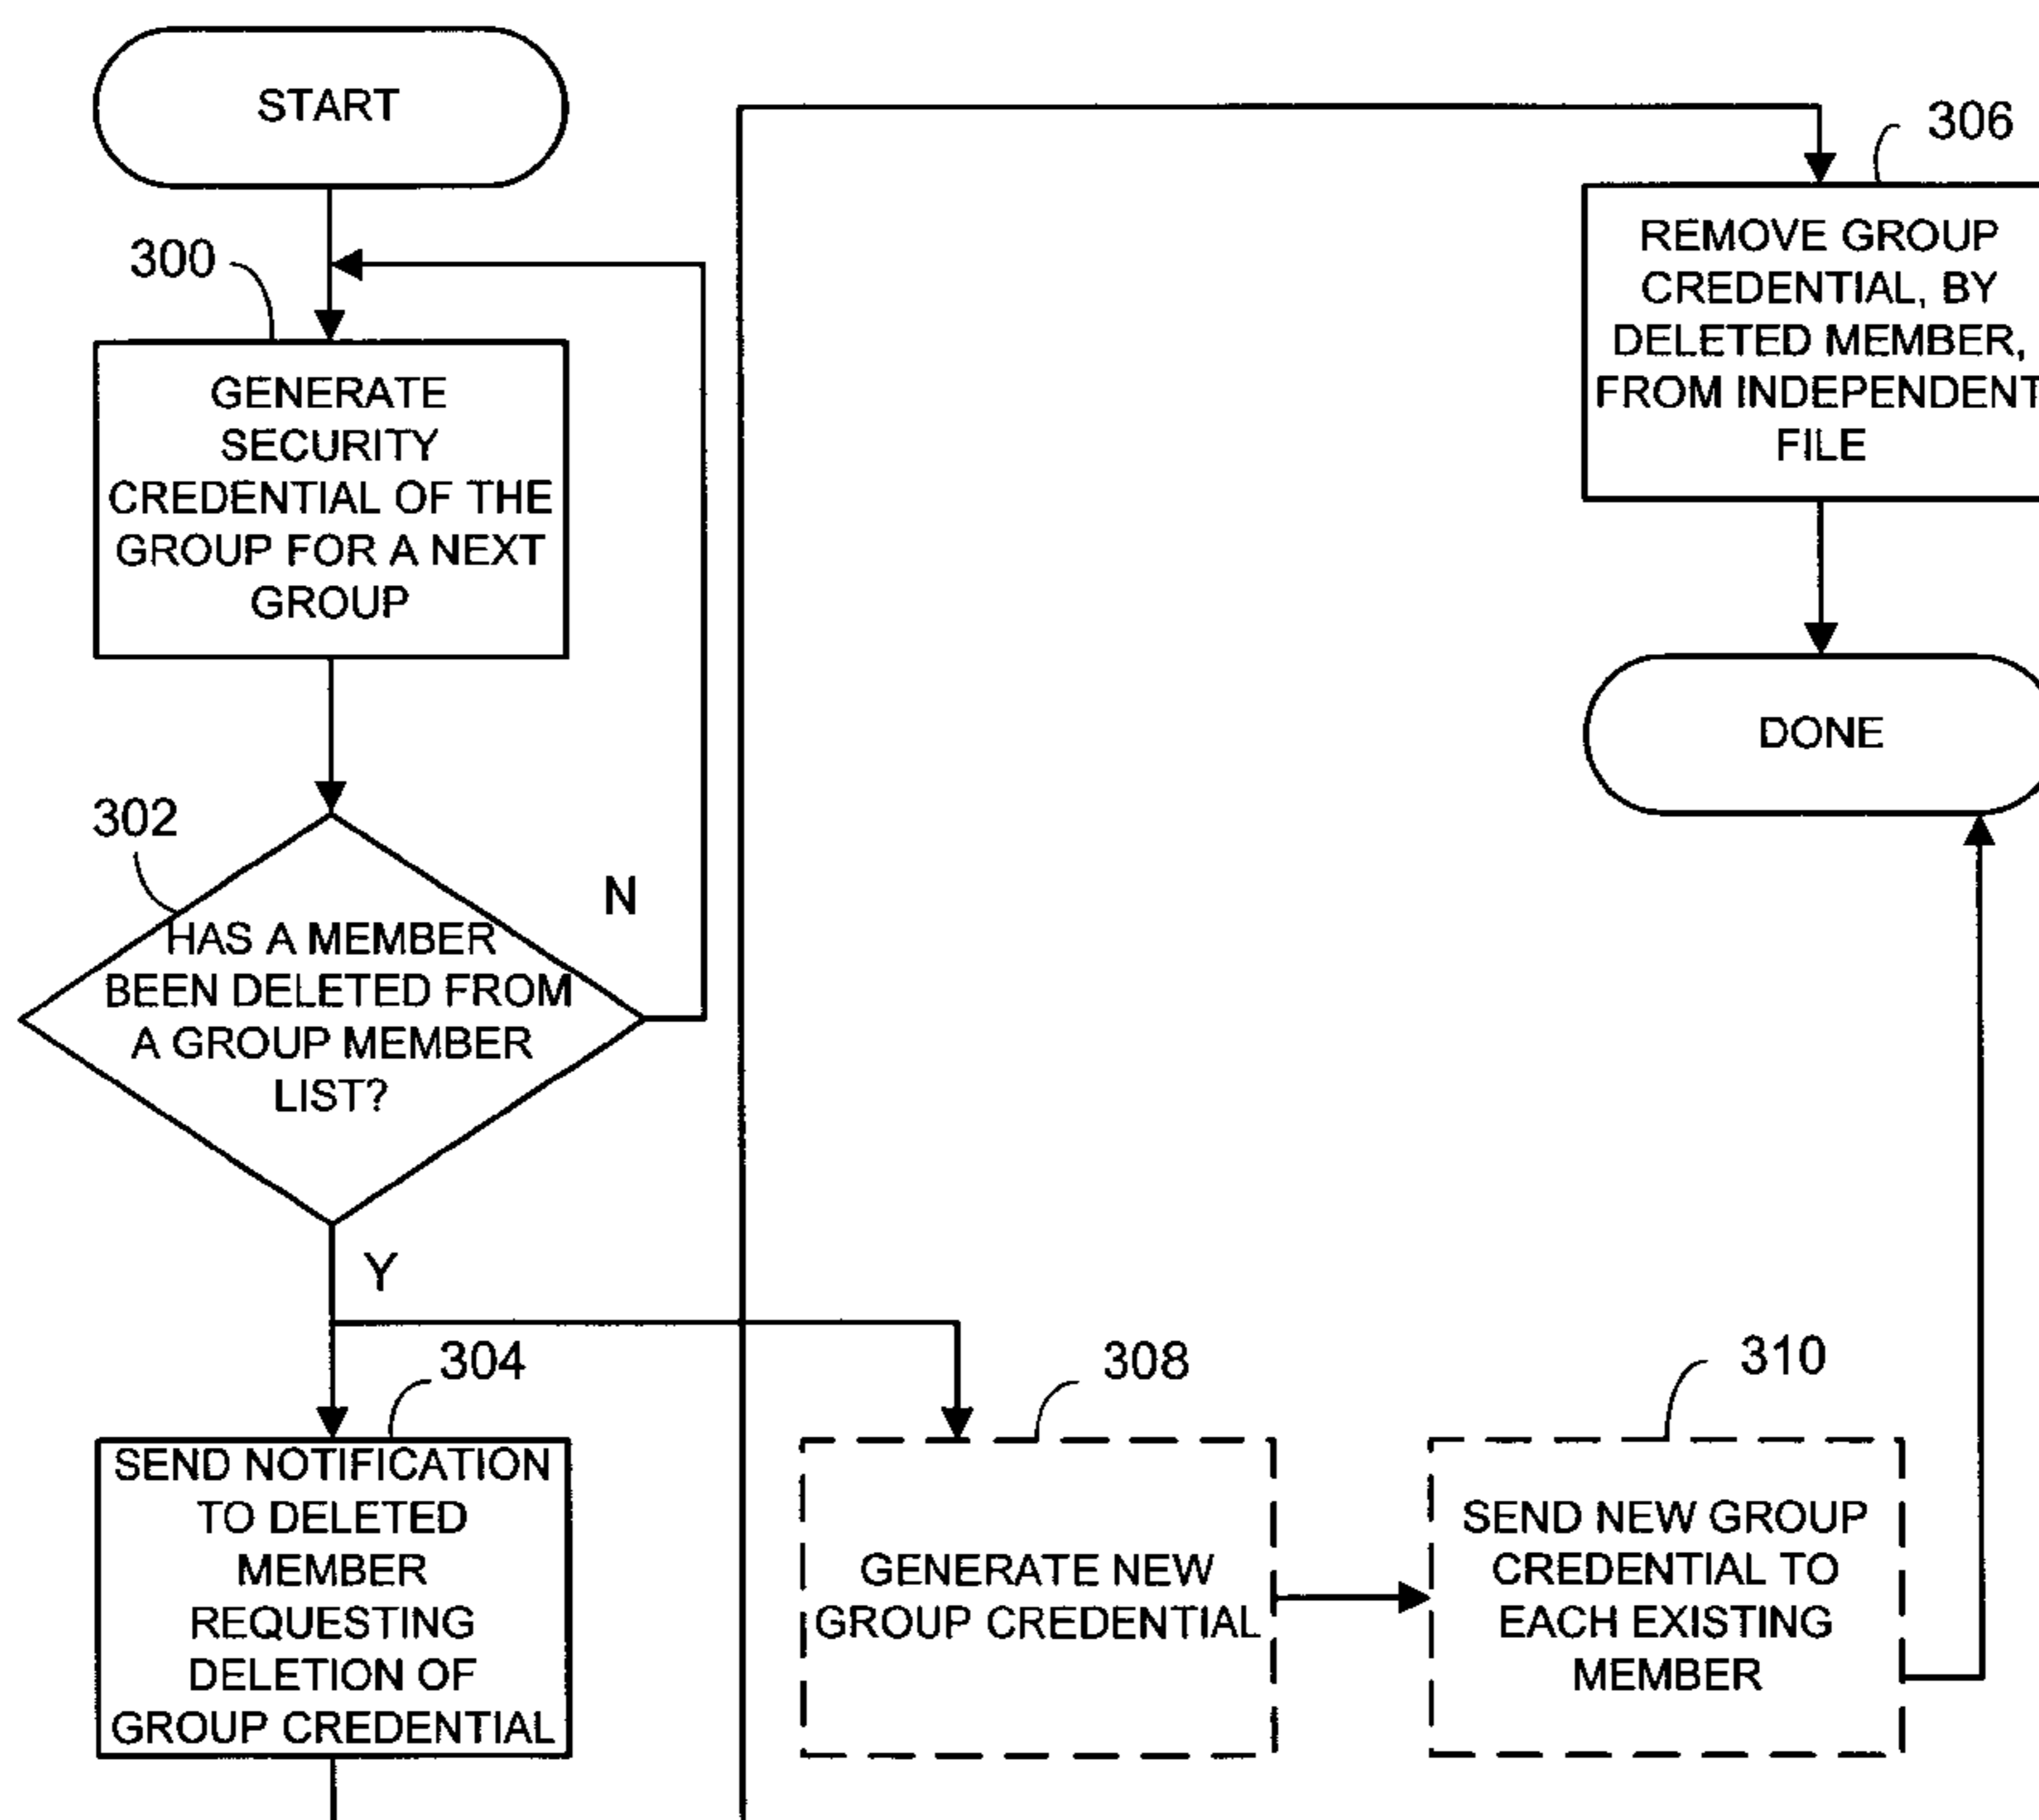 START
300
GENERATE
SECURITY
CREDENTIAL OF THE
GROUP FOR A NEXT
GROUP
302
HAS A MEMBER
BEEN DELETED FROM
A GROUP MEMBER
LIST?
N
Y
304
SEND NOTIFICATION
TO DELETED
MEMBER
REQUESTING
DELETION OF
GROUP CREDENTIAL
308
GENERATE NEW
GROUP CREDENTIAL
310
SEND NEW GROUP
CREDENTIAL TO
EACH EXISTING
MEMBER
306
REMOVE GROUP
CREDENTIAL, BY
DELETED MEMBER,
FROM INDEPENDENT
FILE
DONE